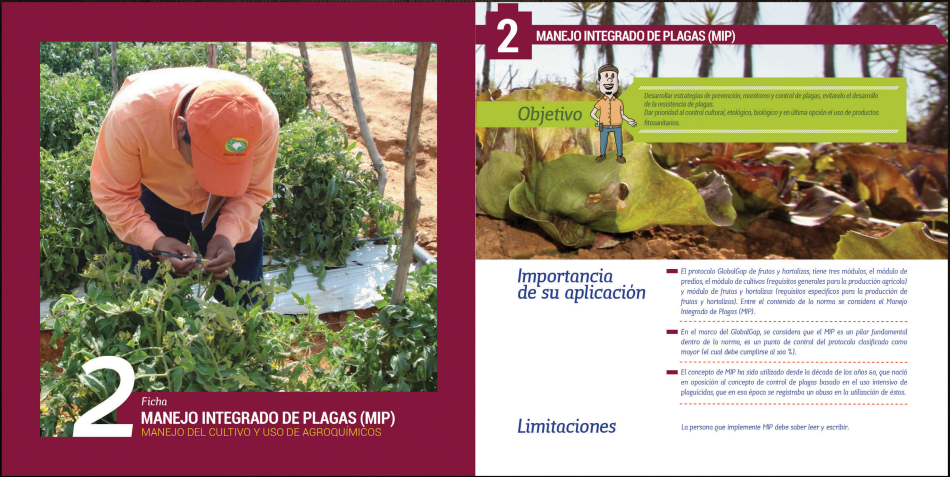 2
Ficha
MANEJO INTEGRADO DE PLAGAS (MIP)
MANEJO DEL CULTIVO Y USO DE AGROQUÍMICOS
2
MANEJO INTEGRADO DE PLAGAS (MIP)
Objetivo
Desarrollar estrategias de prevención, monitoreo y control de plagas, evitando el desarrollo
de la resistencia de plagas.
Dar prioridad al control cultural, etológico, biológico y en última opción el uso de productos
fitosanitarios.
Importancia
de su aplicación
El protocolo GlobalGap de frutas y hortalizas, tiene tres módulos, el módulo de
predios, el módulo de cultivos (requisitos generales para la producción agrícola)
y módulo de frutas y hortalizas (requisitos específicos para la producción de
frutas y hortalizas). Entre el contenido de la norma se considera el Manejo
Integrado de Plagas (MIP).
En el marco del GlobalGap, se considera que el MIP es un pilar fundamental
dentro de la norma, es un punto de control del protocolo clasificado como
mayor (el cual debe cumplirse al 100 %).
El concepto de MIP ha sido utilizado desde la década de los años 60, que nació
en oposición al concepto de control de plagas basado en el uso intensivo de
plaguicidas, que en esa época se registraba un abuso en la utilización de éstos.
Limitaciones
La persona que implemente MIP debe saber leer y escribir.